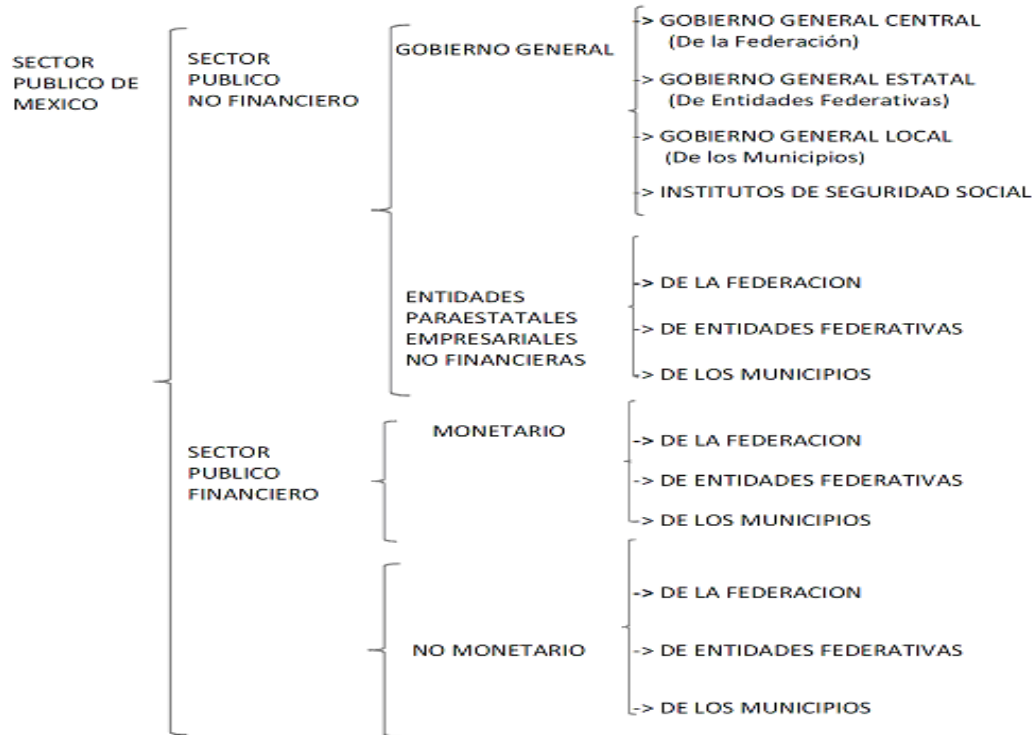 SECTOR
PUBLICO DE
MEXICO
SECTOR
PUBLICO
NO FINANCIERO
GOBIERNO GENERAL
-> GOBIERNO GENERAL CENTRAL
(De la Federación)
-> GOBIERNO GENERAL ESTATAL
(De Entidades Federativas)
-> GOBIERNO GENERAL LOCAL
(De los Municipios)
-> INSTITUTOS DE SEGURIDAD SOCIAL
ENTIDADES
PARAESTATALES
EMPRESARIALES
NO FINANCIERAS
-> DE LA FEDERACION
-> DE ENTIDADES FEDERATIVAS
-> DE LOS MUNICIPIOS
SECTOR
PUBLICO
FINANCIERO
MONETARIO
-> DE LA FEDERACION
-> DE ENTIDADES FEDERATIVAS
-> DE LOS MUNICIPIOS
NO MONETARIO
-> DE LA FEDERACION
-> DE ENTIDADES FEDERATIVAS
-> DE LOS MUNICIPIOS